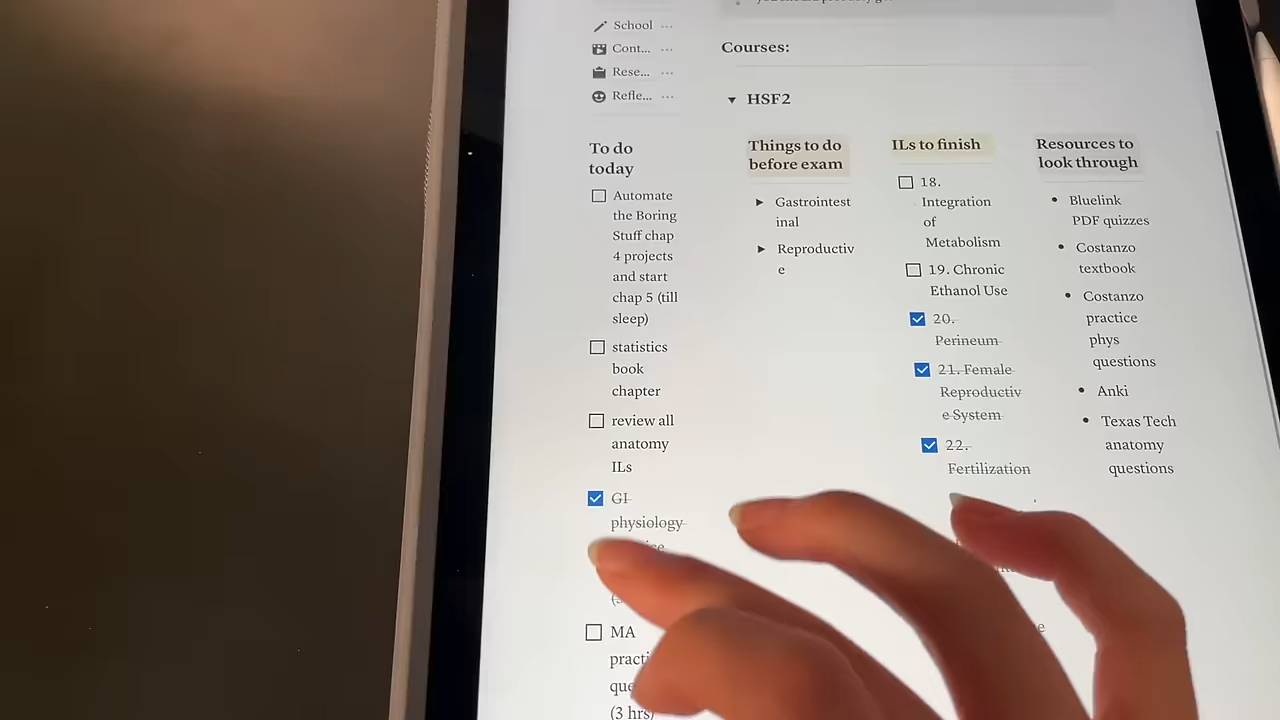 School ...
Cont... ...
Rese... ...
Refle... ...
Courses:
HSF2
To do
today
Automate
the Boring
Stuff chap
4 projects
and start
chap 5 (till
sleep)
statistics
book
chapter
review all
anatomy
ILs
GI
physiology
MA
(3 hrs)
Things to do
before exam
Gastrointest
inal
Reproductiv
e
ILs to finish
18.
Integration
of
Metabolism
19. Chronic
Ethanol Use
20.
Perineum
21. Female
Reproductiv
e System
22.
Fertilization
Resources to
look through
Bluelink
PDF quizzes
Costanzo
textbook
Costanzo
practice
phys
questions
Anki
Texas Tech
anatomy
questions